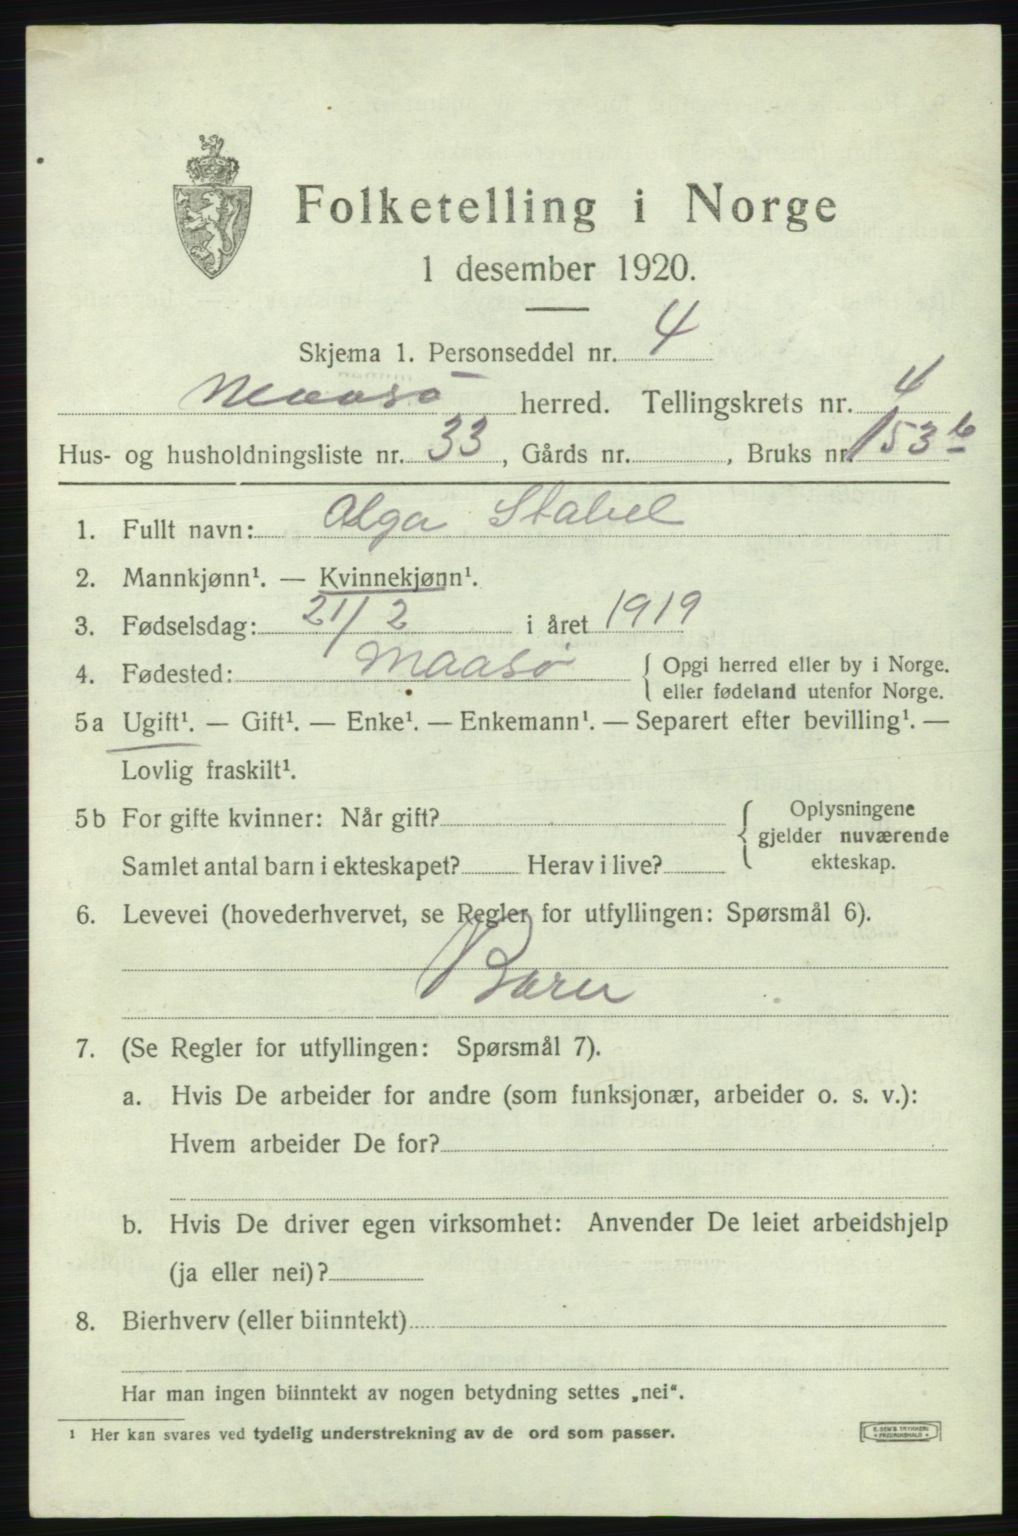 Folketelling i Norge
1 desember 1920.
Skjema 1. Personseddel nr. 4
Maasö herred. Tellingskrets nr. 4
Hus- og husholdningsliste nr. 33, Gårds nr. , Bruks nr. 153 b
1. Fullt navn: Olga Stabel
2. Mannkjønn¹. — Kvinnekjønn¹.
3. Fødselsdag: 21/2 i året 1919
4. Fødested: Maasø { Opgi herred eller by i Norge.
eller fødeland utenfor Norge.
5a Ugift¹. — Gift¹. — Enke¹. — Enkemann¹. — Separert efter bevilling¹. —
Lovlig fraskilt¹.
5b For gifte kvinner: Når gift? { Oplysningene
gjelder nuværende
Samlet antal barn i ekteskapet? Herav i live? ekteskap.
6. Levevei (hovederhvervet, se Regler for utfyllingen: Spørsmål 6).
Barn
7. (Se Regler for utfyllingen: Spørsmål 7).
a. Hvis De arbeider for andre (som funksjonær, arbeider o. s. v.):
Hvem arbeider De for?
b. Hvis De driver egen virksomhet: Anvender De leiet arbeidshjelp
(ja eller nei)?
8. Bierhverv (eller biinntekt)
Har man ingen biinntekt av nogen betydning settes „nei".
¹ Her kan svares ved tydelig understrekning av de ord som passer.